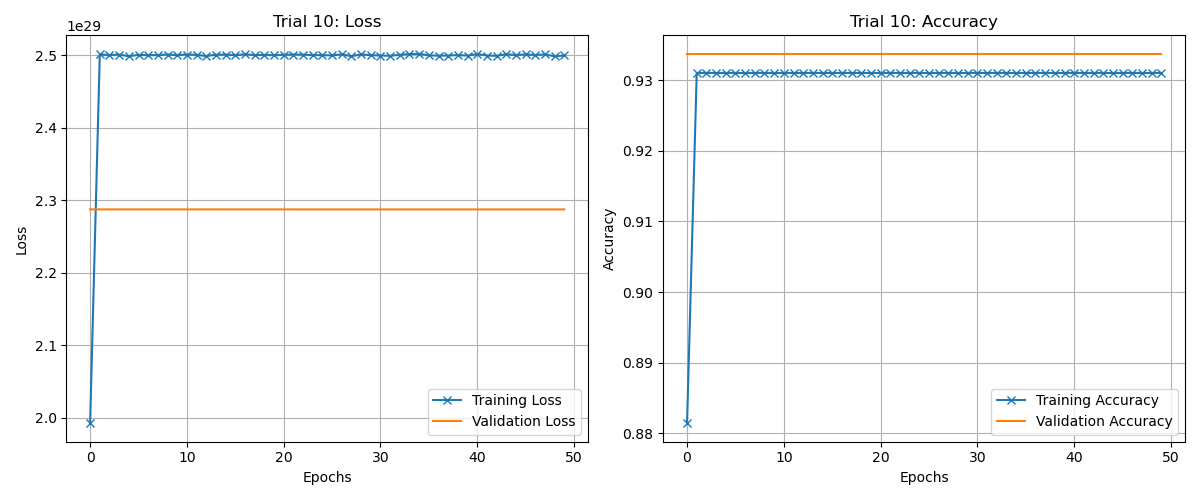 Trial 10: Loss
1e29
2.5
2.4
2.3
2.2
2.1
2.0
Loss
0
10
20
30
40
50
Epochs
Training Loss
Validation Loss
Trial 10: Accuracy
0.93
0.92
0.91
0.90
0.89
0.88
Accuracy
0
10
20
30
40
50
Epochs
Training Accuracy
Validation Accuracy